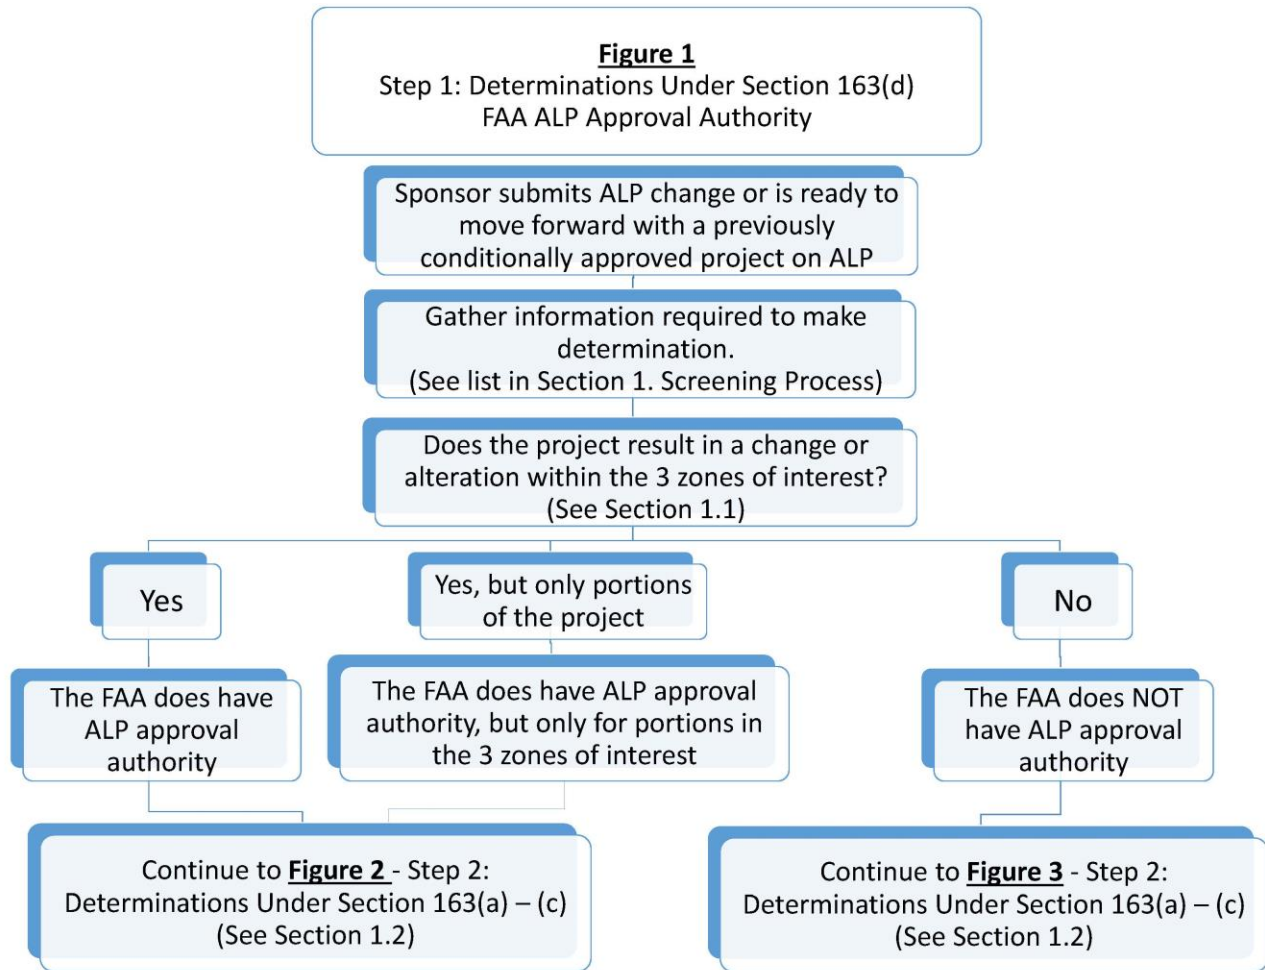 Figure 1
Step 1: Determinations Under Section 163(d)
FAA ALP Approval Authority
Sponsor submits ALP change or is ready to
move forward with a previously
conditionally approved project on ALP
Gather information required to make
determination.
(See list in Section 1. Screening Process)
Does the project result in a change or
alteration within the 3 zones of interest?
(See Section 1.1)
Yes
Yes, but only portions
of the project
No
The FAA does have
ALP approval
authority
The FAA does have ALP approval
authority, but only for portions in
the 3 zones of interest
The FAA does NOT
have ALP approval
authority
Continue to Figure 2 - Step 2:
Determinations Under Section 163(a) – (c)
(See Section 1.2)
Continue to Figure 3 - Step 2:
Determinations Under Section 163(a) – (c)
(See Section 1.2)